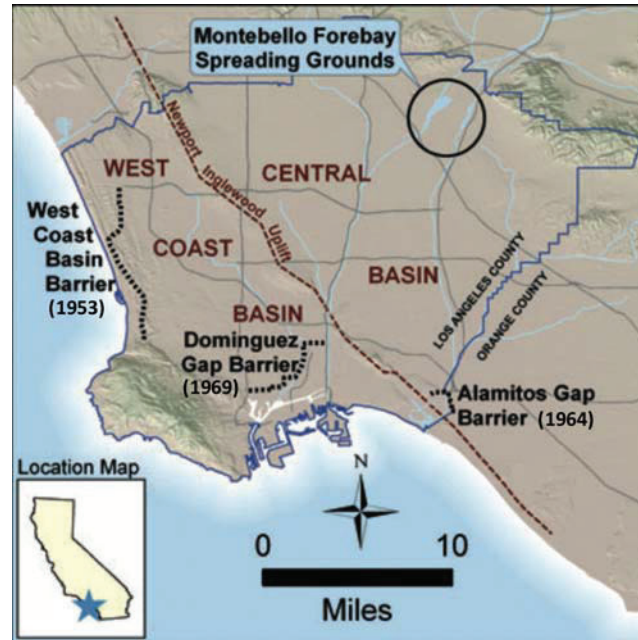 Montebello Forebay
Spreading Grounds
Newport Inglewood Uplift
WEST
COAST
BASIN
CENTRAL
BASIN
West
Coast
Basin
Barrier
(1953)
Dominguez
Gap Barrier
(1969)
LOS ANGELES COUNTY
ORANGE COUNTY
Alamitos Gap
Barrier (1964)
Location Map
N
0 10
Miles